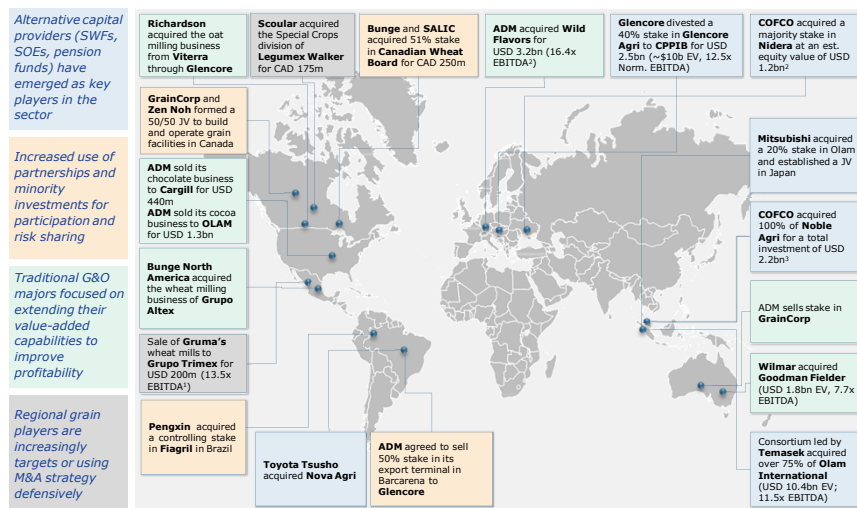 Alternative capital
providers (SWFs,
SOEs, pension
funds) have
emerged as key
players in the
sector
Increased use of
partnerships and
minority
investments for
participation and
risk sharing
Traditional G&O
majors focused on
extending their
value-added
capabilities to
improve
profitability
Regional grain
players are
increasingly
targets or using
M&A strategy
defensively
Richardson
acquired the oat
milling business
from Viterra
through Glencore
Scoular acquired
the Special Crops
division of
Legumex Walker
for CAD 175m
Bunge and SALIC
acquired 51% stake
in Canadian Wheat
Board for CAD 250m
ADM acquired Wild
Flavors for
USD 3.2bn (16.4x
EBITDA²)
Glencore divested a
40% stake in Glencore
Agri to CPPIB for USD
2.5bn (~$10b EV, 12.5x
Norm. EBITDA)
COFCO acquired a
majority stake in
Nidera at an est.
equity value of USD
1.2bn²
GrainCorp and
Zen Noh formed a
50/50 JV to build
and operate grain
facilities in Canada
ADM sold its
chocolate business
to Cargill for USD
440m
ADM sold its cocoa
business to OLAM
for USD 1.3bn
Bunge North
America acquired
the wheat milling
business of Grupo
Altex
Sale of Gruma's
wheat mills to
Grupo Trimex for
USD 200m (13.5x
EBITDA¹)
Pengxin acquired
a controlling stake
in Fiagril in Brazil
Toyota Tsusho
acquired Nova Agri
ADM agreed to sell
50% stake in its
export terminal in
Barcarena to
Glencore
Mitsubishi acquired
a 20% stake in Olam
and established a JV
in Japan
COFCO acquired
100% of Noble
Agri for a total
investment of USD
2.2bn³
ADM sells stake in
GrainCorp
Wilmar acquired
Goodman Fielder
(USD 1.8bn EV, 7.7x
EBITDA)
Consortium led by
Temasek acquired
over 75% of Olam
International
(USD 10.4bn EV;
11.5x EBITDA)